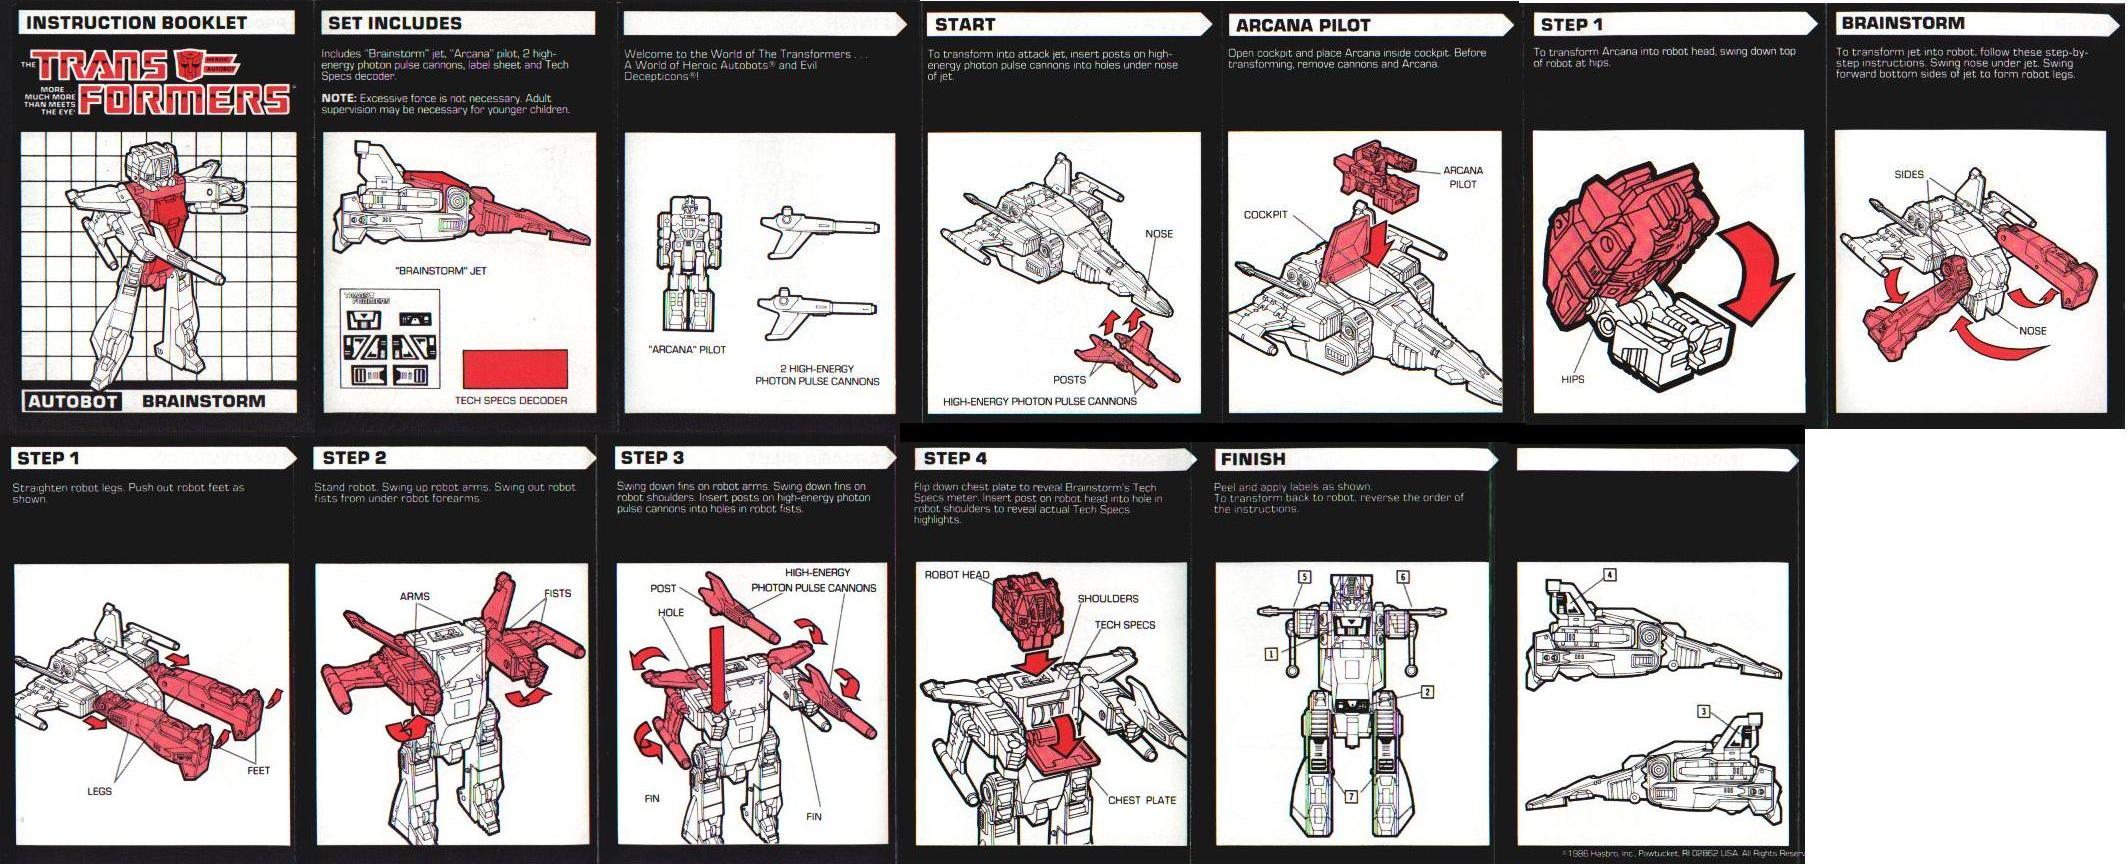 INSTRUCTION BOOKLET
THE TRANSFORMERS
HEROIC
AUTOBOT
MORE...
MUCH MORE
THAN MEETS
THE EYE!
AUTOBOT BRAINSTORM
SET INCLUDES
Includes "Brainstorm" jet, "Arcana" pilot, 2 high-
energy photon pulse cannons, label sheet and Tech
Specs decoder.
NOTE: Excessive force is not necessary. Adult
supervision may be necessary for younger children.
"BRAINSTORM" JET
TRANSFORMERS
TECH SPECS DECODER
Welcome to the World of The Transformers . . .
A World of Heroic Autobots® and Evil
Decepticons®!
"ARCANA" PILOT
2 HIGH-ENERGY
PHOTON PULSE CANNONS
START
To transform into attack jet, insert posts on high-
energy photon pulse cannons into holes under nose
of jet.
NOSE
POSTS
HIGH-ENERGY PHOTON PULSE CANNONS
ARCANA PILOT
Open cockpit and place Arcana inside cockpit. Before
transforming, remove cannons and Arcana.
ARCANA
PILOT
COCKPIT
STEP 1
To transform Arcana into robot head, swing down top
of robot at hips.
HIPS
BRAINSTORM
To transform jet into robot, follow these step-by-
step instructions. Swing nose under jet. Swing
forward bottom sides of jet to form robot legs.
SIDES
NOSE
STEP 1
Straighten robot legs. Push out robot feet as
shown.
FEET
LEGS
STEP 2
Stand robot. Swing up robot arms. Swing out robot
fists from under robot forearms.
ARMS
FISTS
STEP 3
Swing down fins on robot arms. Swing down fins on
robot shoulders. Insert posts on high-energy photon
pulse cannons into holes in robot fists.
HIGH-ENERGY
PHOTON PULSE CANNONS
POST
HOLE
FIN
FIN
STEP 4
Flip down chest plate to reveal Brainstorm's Tech
Specs meter. Insert post on robot head into hole in
robot shoulders to reveal actual Tech Specs
highlights.
ROBOT HEAD
SHOULDERS
TECH SPECS
CHEST PLATE
FINISH
Peel and apply labels as shown.
To transform back to robot, reverse the order of
the instructions.
5
6
1
2
7
4
3
© 1986 Hasbro, Inc., Pawtucket, RI 02862 USA. All Rights Reserv